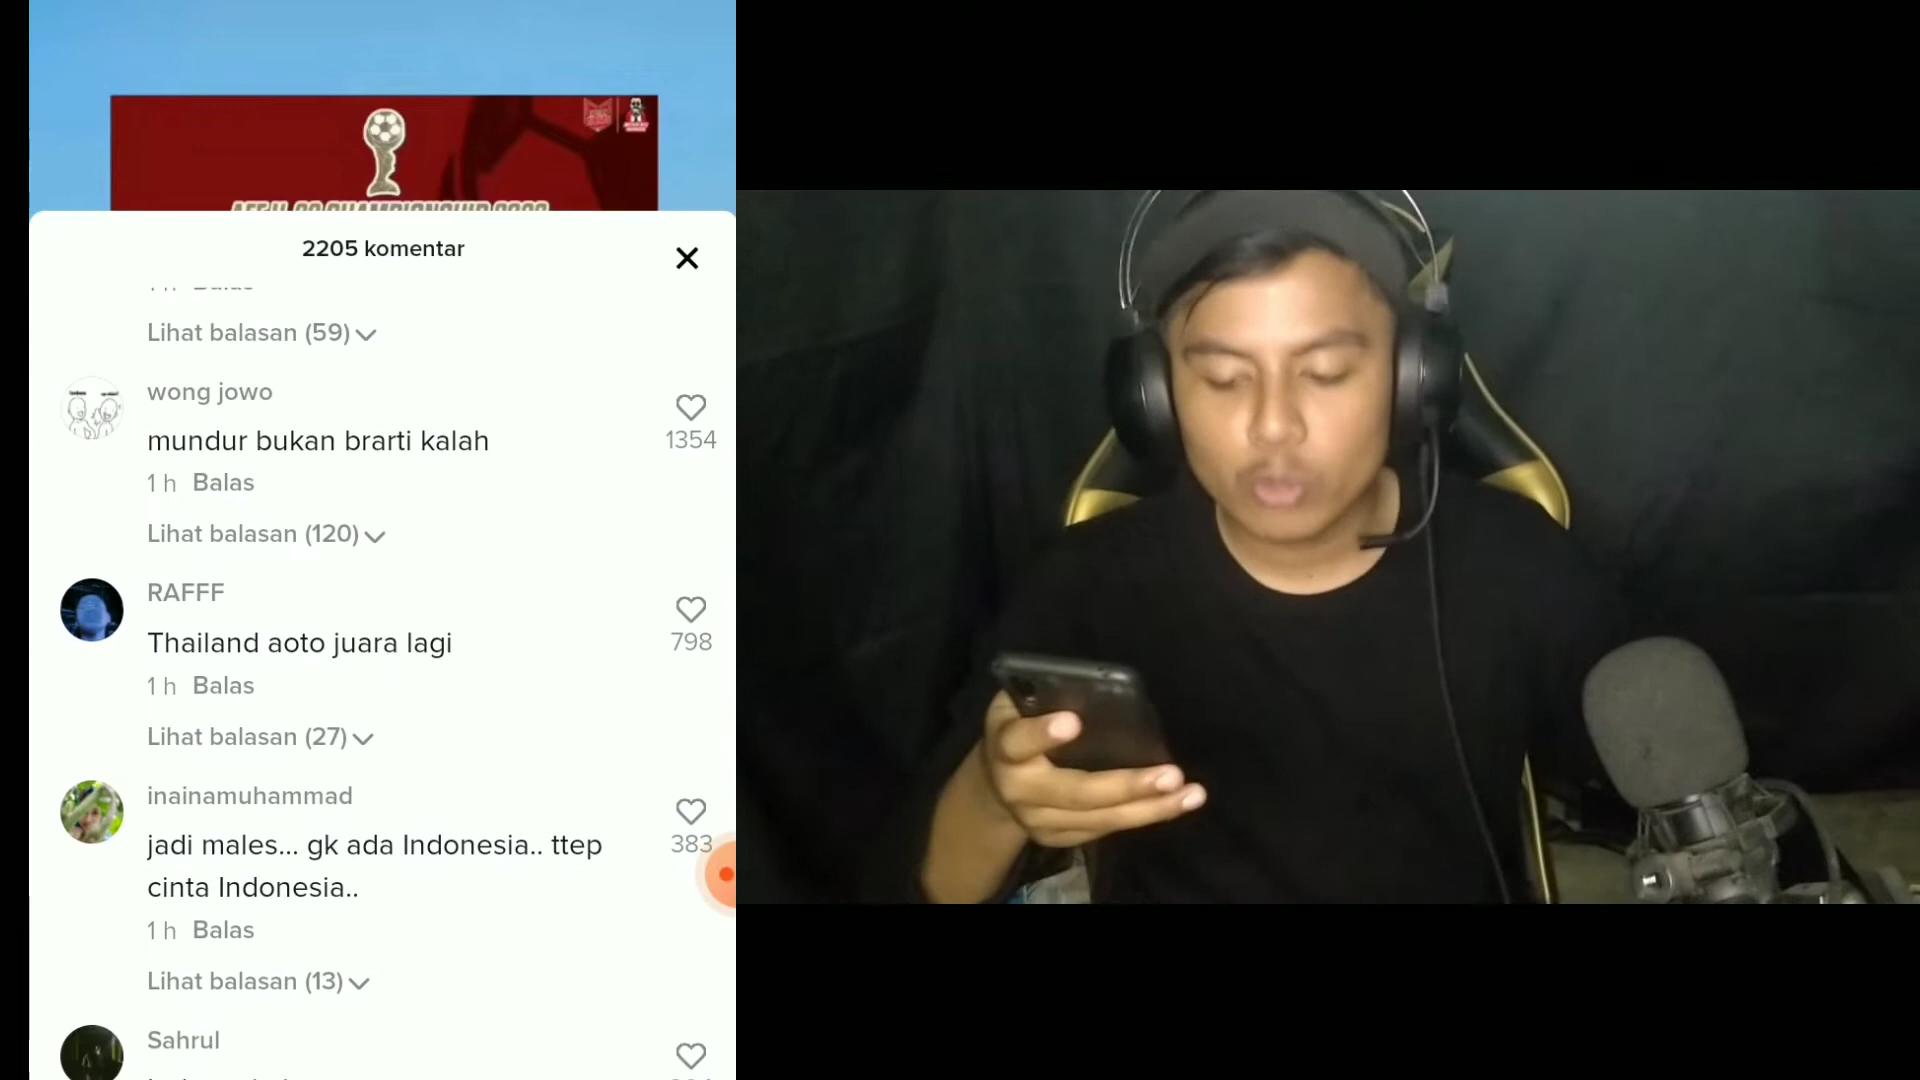 2205 komentar
Lihat balasan (59)
wong jowo
mundur bukan brarti kalah
1354
1 h Balas
Lihat balasan (120)
RAFFF
Thailand aoto juara lagi
798
1 h Balas
Lihat balasan (27)
inainamuhammad
jadi males... gk ada Indonesia.. ttep
cinta Indonesia..
383
1 h Balas
Lihat balasan (13)
Sahrul